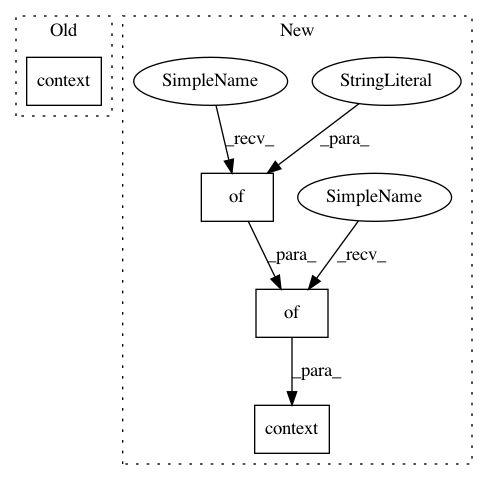 Old
New
context
SimpleName
StringLiteral
_recv_
_para_
of
SimpleName
_para_
_recv_
of
_para_
context